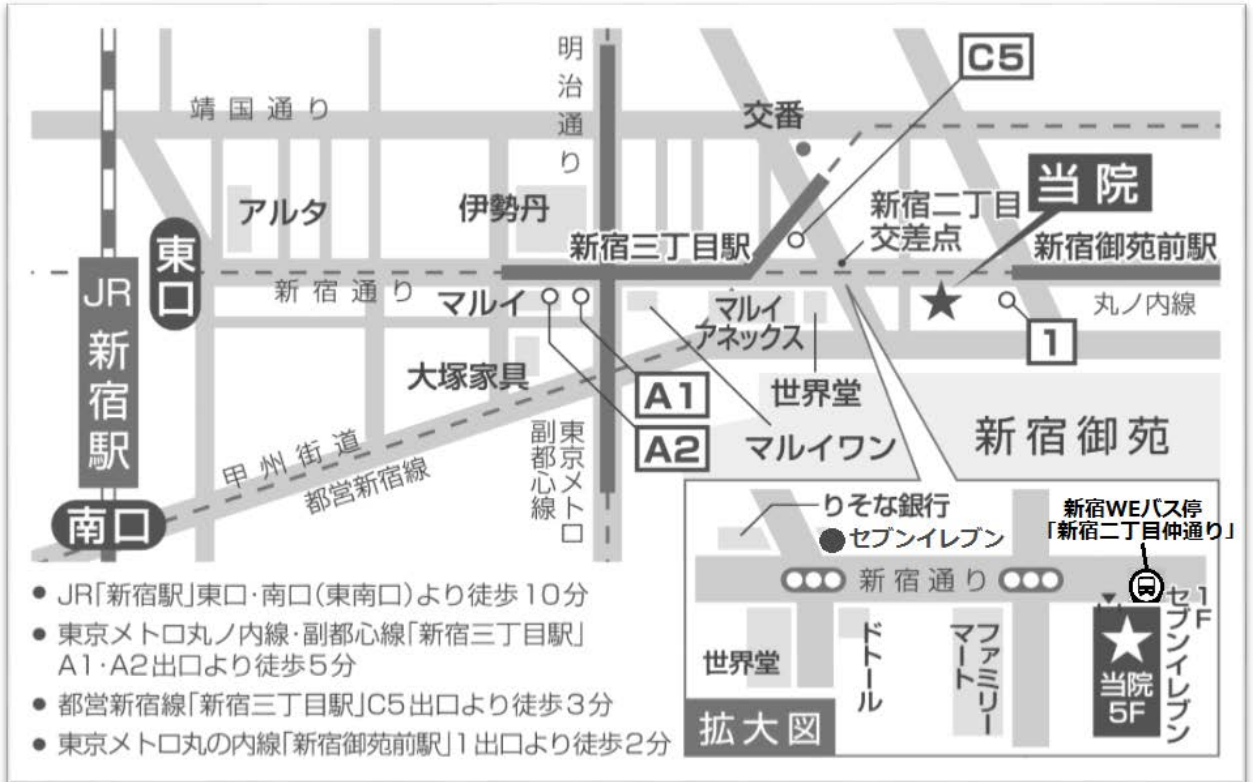 靖国通り
明治通り
C5
交番
当院
アルタ
伊勢丹
新宿三丁目駅
新宿二丁目
交差点
新宿御苑前駅
東口
JR新宿駅
南口
新宿通り
マルイ
マルイ
アネックス
丸ノ内線
1
大塚家具
A1
A2
世界堂
マルイワン
新宿御苑
甲州街道
都営新宿線
東京メトロ
副都心線
りそな銀行
セブンイレブン
新宿WEバス停
「新宿二丁目仲通り」
新宿通り
1F
セブンイレブン
世界堂
ドトール
ファミリー
マート
当院
5F
拡大図
● JR「新宿駅」東口・南口(東南口)より徒歩10分
● 東京メトロ丸ノ内線・副都心線「新宿三丁目駅」
A1・A2出口より徒歩5分
● 都営新宿線「新宿三丁目駅」C5出口より徒歩3分
● 東京メトロ丸の内線「新宿御苑前駅」1出口より徒歩2分